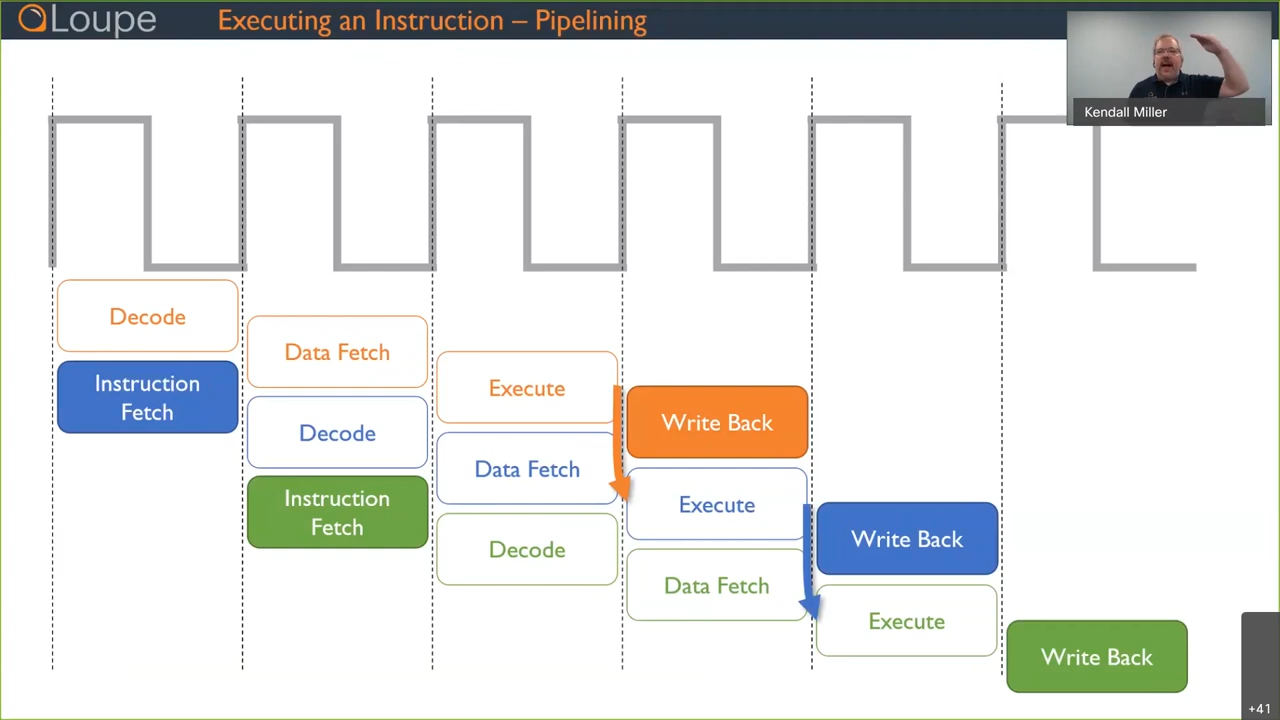 Loupe
Executing an Instruction – Pipelining
Kendall Miller
Decode
Instruction
Fetch
Data Fetch
Decode
Instruction
Fetch
Execute
Data Fetch
Decode
Write Back
Execute
Data Fetch
Write Back
Execute
Write Back
+41